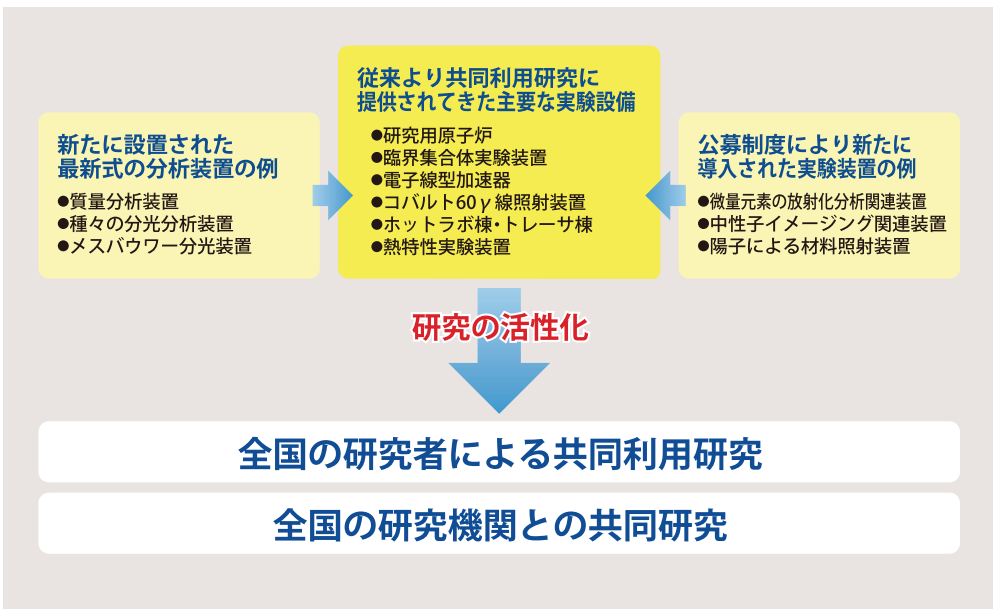 従来より共同利用研究に
提供されてきた主要な実験設備
●研究用原子炉
●臨界集合体実験装置
●電子線型加速器
●コバルト60γ線照射装置
●ホットラボ棟・トレーサ棟
●熱特性実験装置
新たに設置された
最新式の分析装置の例
●質量分析装置
●種々の分光分析装置
●メスバウワー分光装置
公募制度により新たに
導入された実験装置の例
●微量元素の放射化分析関連装置
●中性子イメージング関連装置
●陽子による材料照射装置
研究の活性化
全国の研究者による共同利用研究
全国の研究機関との共同研究